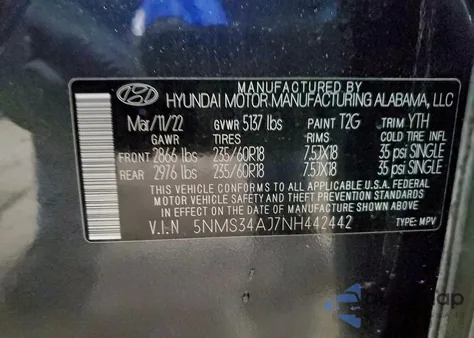 MANUFACTURED BY
HYUNDAI MOTOR MANUFACTURING ALABAMA, LLC
Mar/11/22 GVWR 5137 lbs PAINT T2G TRIM YTH
GAWR TIRES RIMS COLD TIRE INFL
FRONT 2866 lbs 235/60R18 7.5JX18 35 psi SINGLE
REAR 2976 lbs 235/60R18 7.5JX18 35 psi SINGLE
THIS VEHICLE CONFORMS TO ALL APPLICABLE U.S. FEDERAL
MOTOR VEHICLE SAFETY AND THEFT PREVENTION STANDARDS
IN EFFECT ON THE DATE OF MANUFACTURE SHOWN ABOVE.
V.I.N 5NMS34AJ7NH442442 TYPE: MPV